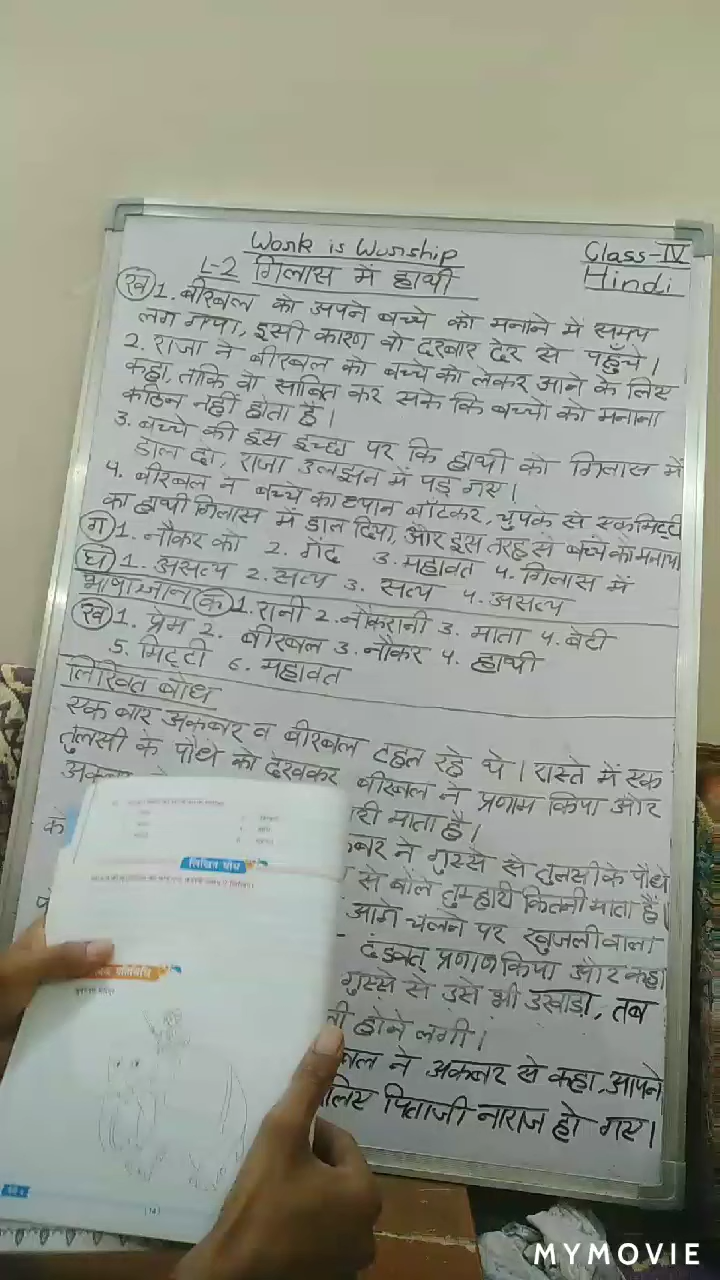 Work is Worship
Class-IV
L-2 गिलास में हाथी
Hindi
(ख) 1. बीरबल को अपने बच्चे को मनाने में समय
लग गया, इसी कारण वो दरबार देर से पहुँचे।
2. राजा ने बीरबल को बच्चे को लेकर आने के लिए
कहा, ताकि वो साबित कर सके कि बच्चों को मनाना
कठिन नहीं होता है।
3. बच्चे की इस इच्छा पर कि हाथी को गिलास में
डाल दो, राजा उलझन में पड़ गए।
4. बीरबल ने बच्चे का ध्यान बाँटकर, चुपके से एक मिट्टी
का हाथी गिलास में डाल दिया, और इस तरह से बच्चे को मनाया
(ग) 1. नौकर को 2. गेंद 3. महावत 4. गिलास में
(घ) 1. असत्य 2. सत्य 3. सत्य 4. असत्य
भाषाज्ञान (क) 1. रानी 2. नौकरानी 3. माता 4. बेटी
(ख) 1. प्रेम 2. बीरबल 3. नौकर 4. हाथी
5. मिट्टी 6. महावत
लिखित बोध
एक बार अकबर व बीरबल टहल रहे थे। रास्ते में एक
तुलसी के पौधे को देखकर बीरबल ने प्रणाम किया और
अकबर
माता है।
के
ने गुस्से से तुलसी के पौधे
से बोले तुम्हारी कितनी माता हैं।
आगे चलने पर खुजली वाला
दंडवत् प्रणाम किया और कहा
गुस्से से उसे भी उखाड़ा, तब
होने लगी।
ने अकबर से कहा, आपने
पिताजी नाराज हो गए।
लिखित बोध
MYMOVIE